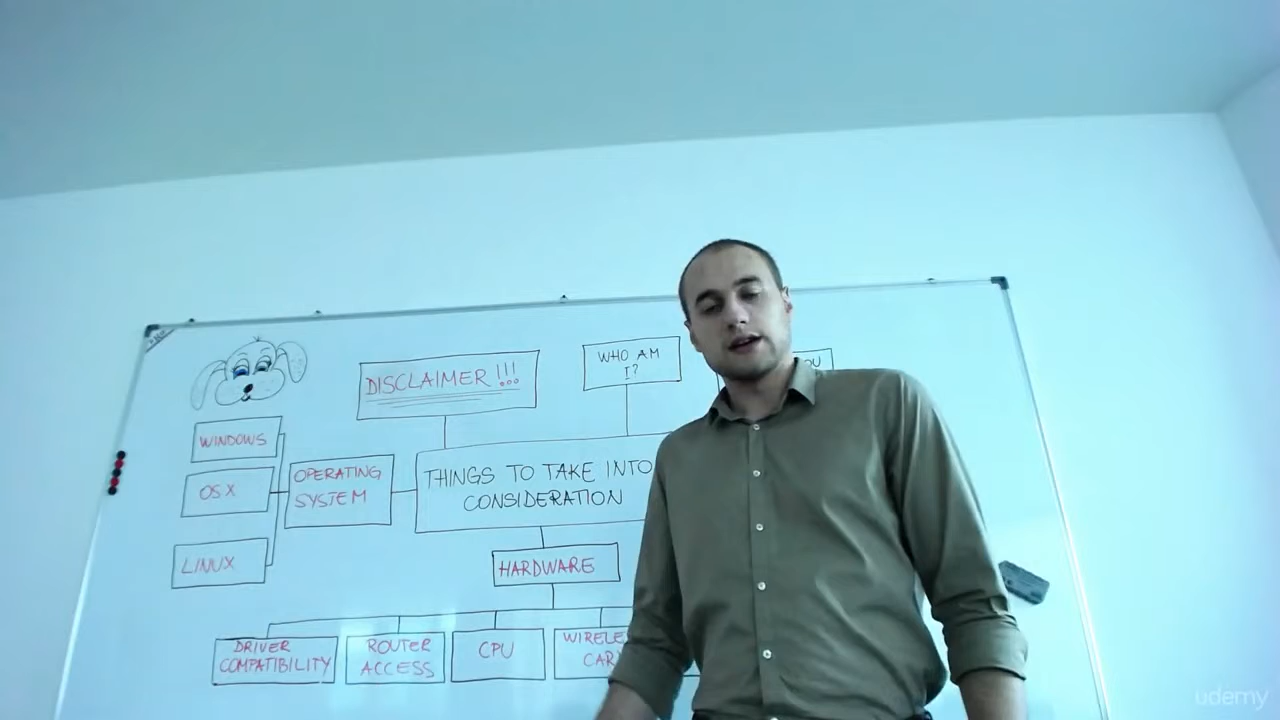 DISCLAIMER!!!
WHO AM
I?
WINDOWS
OPERATING
SYSTEM
OSX
LINUX
THINGS TO TAKE INTO
CONSIDERATION
HARDWARE
DRIVER
COMPATIBILITY
ROUTER
ACCESS
CPU
udemy